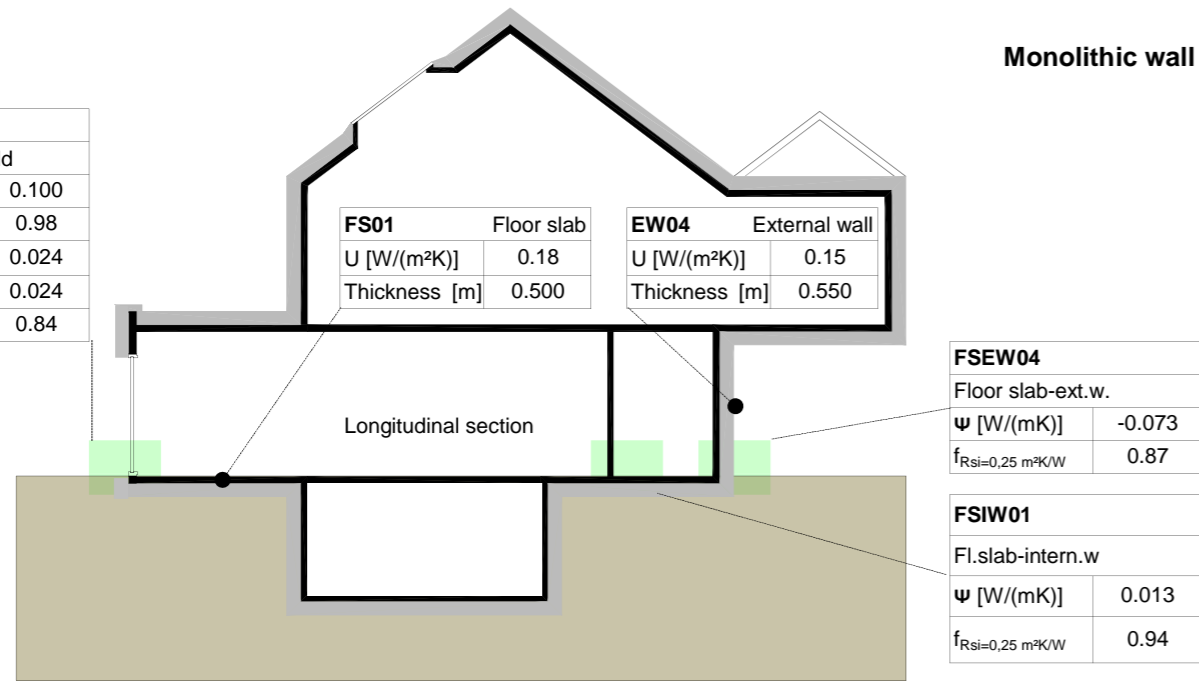 Monolithic wall
d
0.100
0.98
0.024
0.024
0.84
FS01 Floor slab
U [W/(m²K)] 0.18
Thickness [m] 0.500
EW04 External wall
U [W/(m²K)] 0.15
Thickness [m] 0.550
Longitudinal section
FSEW04
Floor slab-ext.w.
Ψ [W/(mK)] -0.073
fRsi=0,25 m²K/W 0.87
FSIW01
Fl.slab-intern.w
Ψ [W/(mK)] 0.013
fRsi=0,25 m²K/W 0.94